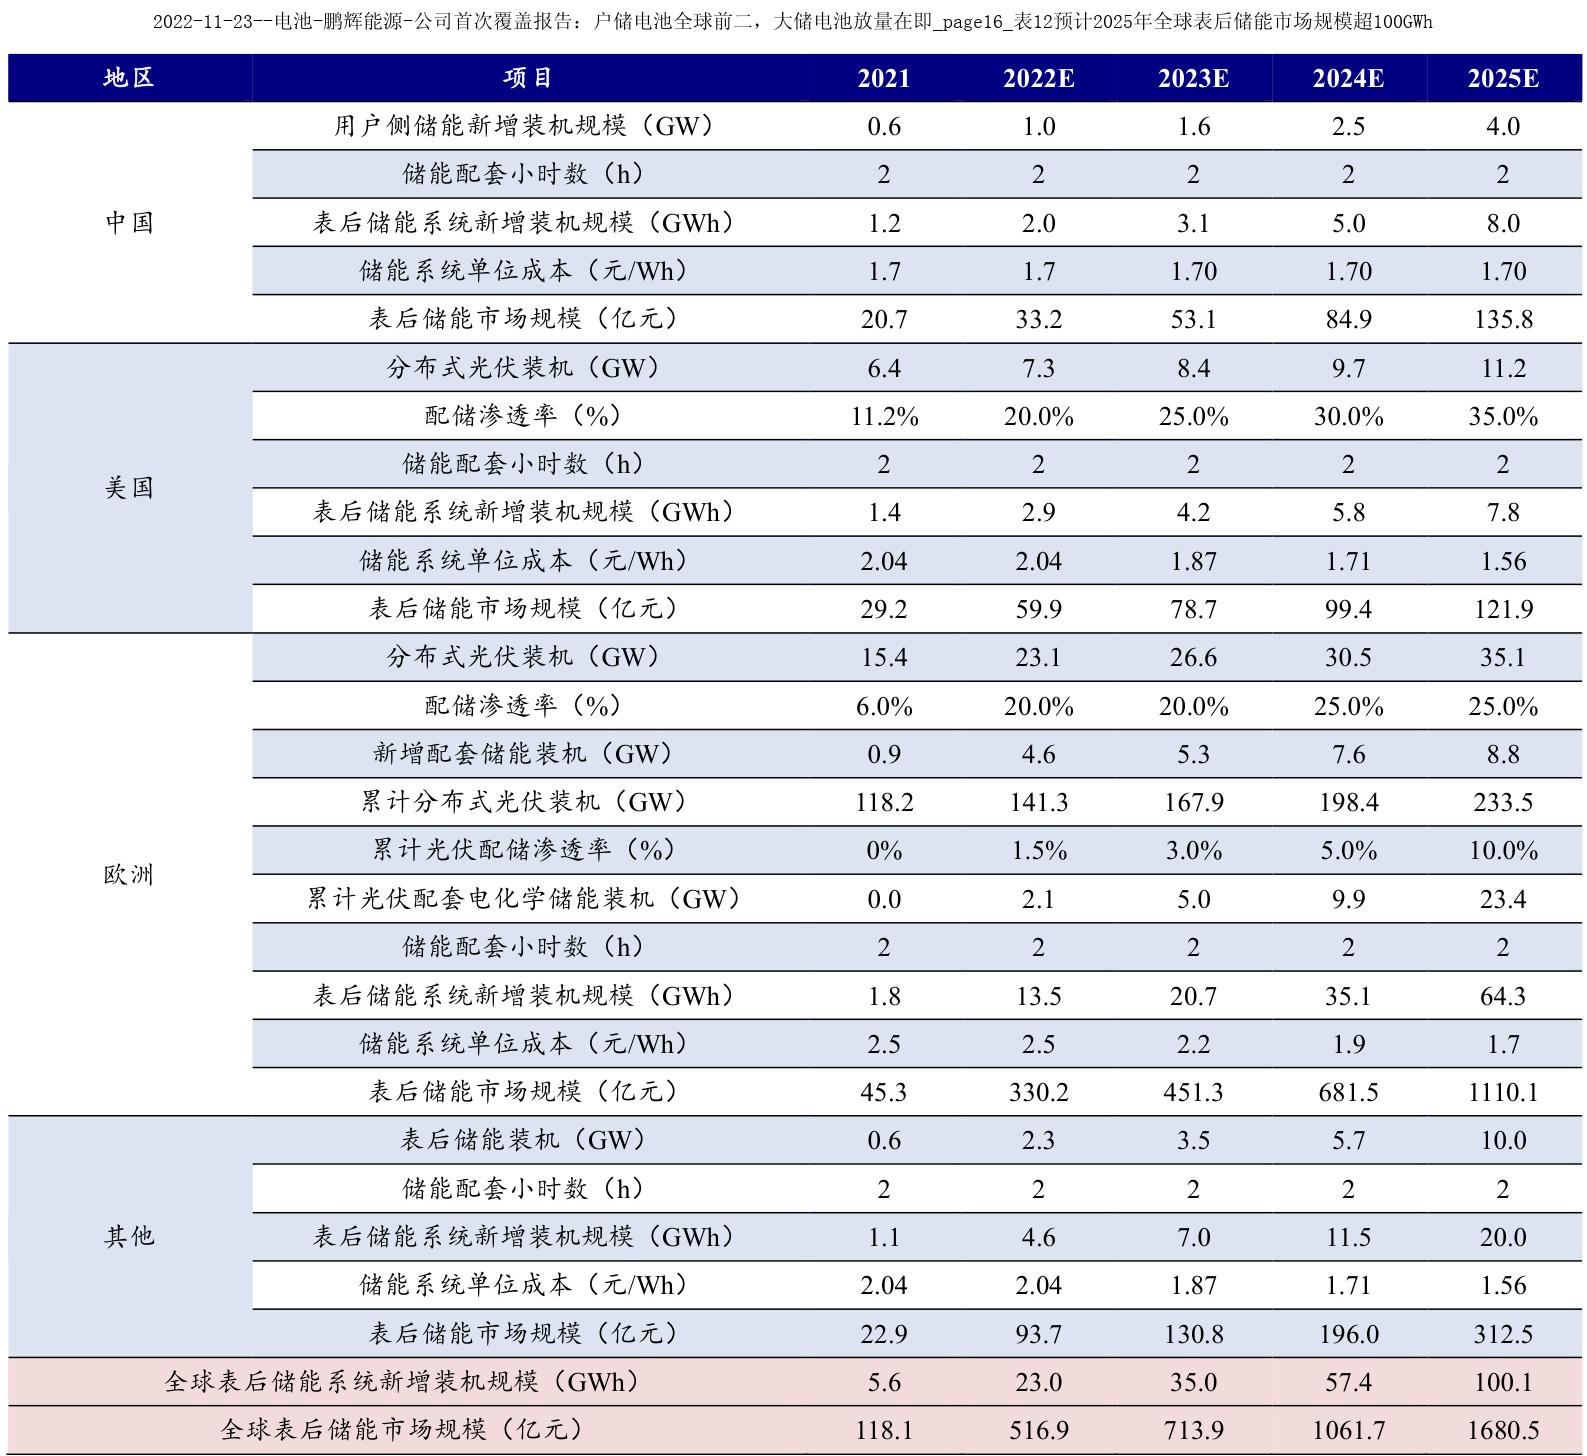 2022-11-23--电池-鹏辉能源-公司首次覆盖报告：户储电池全球前二，大储电池放量在即_page16_表12预计2025年全球表后储能市场规模超100GWh
地区 项目 2021 2022E 2023E 2024E 2025E
用户侧储能新增装机规模（GW） 0.6 1.0 1.6 2.5 4.0
储能配套小时数（h） 2 2 2 2 2
中国 表后储能系统新增装机规模（GWh） 1.2 2.0 3.1 5.0 8.0
储能系统单位成本（元/Wh） 1.7 1.7 1.70 1.70 1.70
表后储能市场规模（亿元） 20.7 33.2 53.1 84.9 135.8
分布式光伏装机（GW） 6.4 7.3 8.4 9.7 11.2
配储渗透率（%） 11.2% 20.0% 25.0% 30.0% 35.0%
储能配套小时数（h） 2 2 2 2 2
美国
表后储能系统新增装机规模（GWh） 1.4 2.9 4.2 5.8 7.8
储能系统单位成本（元/Wh） 2.04 2.04 1.87 1.71 1.56
表后储能市场规模（亿元） 29.2 59.9 78.7 99.4 121.9
分布式光伏装机（GW） 15.4 23.1 26.6 30.5 35.1
配储渗透率（%） 6.0% 20.0% 20.0% 25.0% 25.0%
新增配套储能装机（GW） 0.9 4.6 5.3 7.6 8.8
累计分布式光伏装机（GW） 118.2 141.3 167.9 198.4 233.5
累计光伏配储渗透率（%） 0% 1.5% 3.0% 5.0% 10.0%
欧洲
累计光伏配套电化学储能装机（GW） 0.0 2.1 5.0 9.9 23.4
储能配套小时数（h） 2 2 2 2 2
表后储能系统新增装机规模（GWh） 1.8 13.5 20.7 35.1 64.3
储能系统单位成本（元/Wh） 2.5 2.5 2.2 1.9 1.7
表后储能市场规模（亿元） 45.3 330.2 451.3 681.5 1110.1
表后储能装机（GW） 0.6 2.3 3.5 5.7 10.0
储能配套小时数（h） 2 2 2 2 2
其他 表后储能系统新增装机规模（GWh） 1.1 4.6 7.0 11.5 20.0
储能系统单位成本（元/Wh） 2.04 2.04 1.87 1.71 1.56
表后储能市场规模（亿元） 22.9 93.7 130.8 196.0 312.5
全球表后储能系统新增装机规模（GWh） 5.6 23.0 35.0 57.4 100.1
全球表后储能市场规模（亿元） 118.1 516.9 713.9 1061.7 1680.5